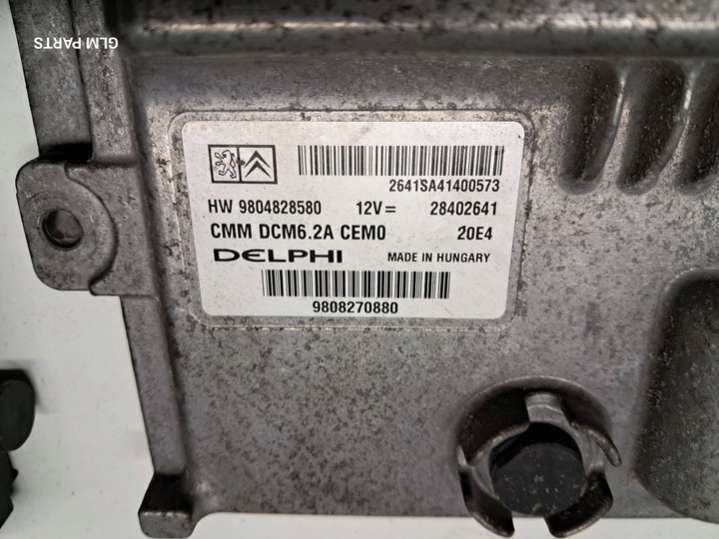 GLM PARTS
2641SA41400573
HW 9804828580 12V= 28402641
CMM DCM6.2A CEM0 20E4
DELPHI MADE IN HUNGARY
9808270880